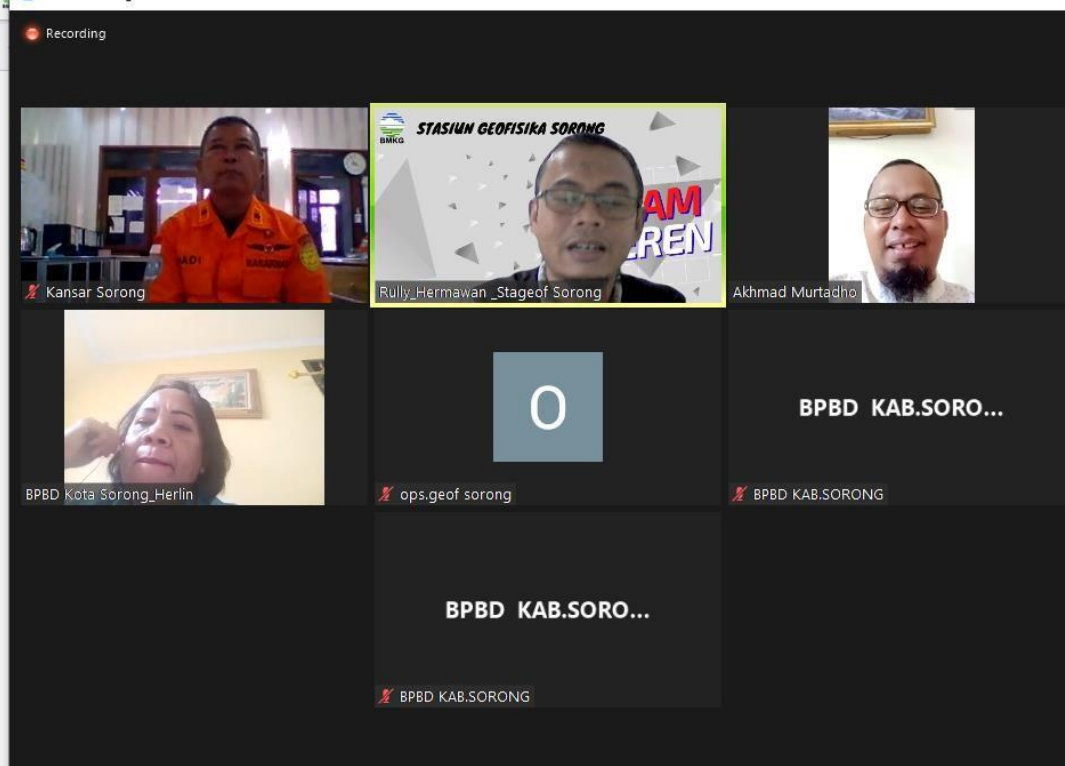 Recording
BMKG
STASIUN GEOFISIKA SORONG
AM
EREN
Kansar Sorong
Rully_Hermawan _Stageof Sorong
Akhmad Murtadho
O
BPBD KAB.SORO...
BPBD Kota Sorong_Herlin
ops.geof sorong
BPBD KAB.SORONG
BPBD KAB.SORO...
BPBD KAB.SORONG